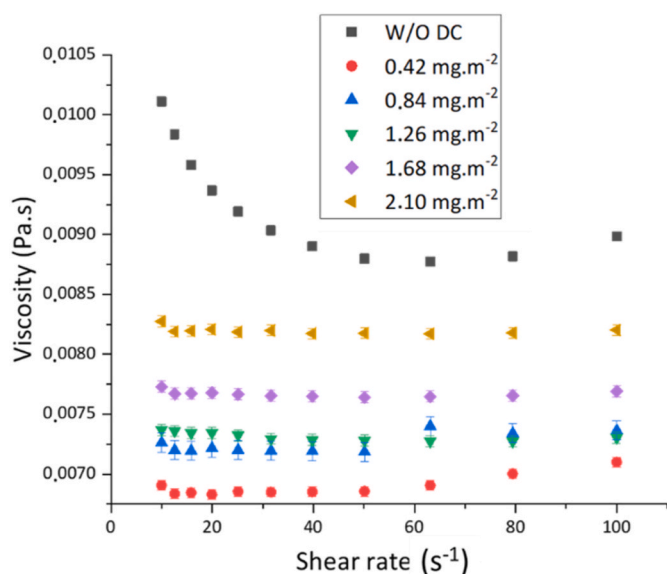 0.0105
0.0100
0.0095
0.0090
0.0085
0.0080
0.0075
0.0070
Viscosity (Pa.s)
W/O DC
0.42 mg.m⁻²
0.84 mg.m⁻²
1.26 mg.m⁻²
1.68 mg.m⁻²
2.10 mg.m⁻²
0 20 40 60 80 100
Shear rate (s⁻¹)